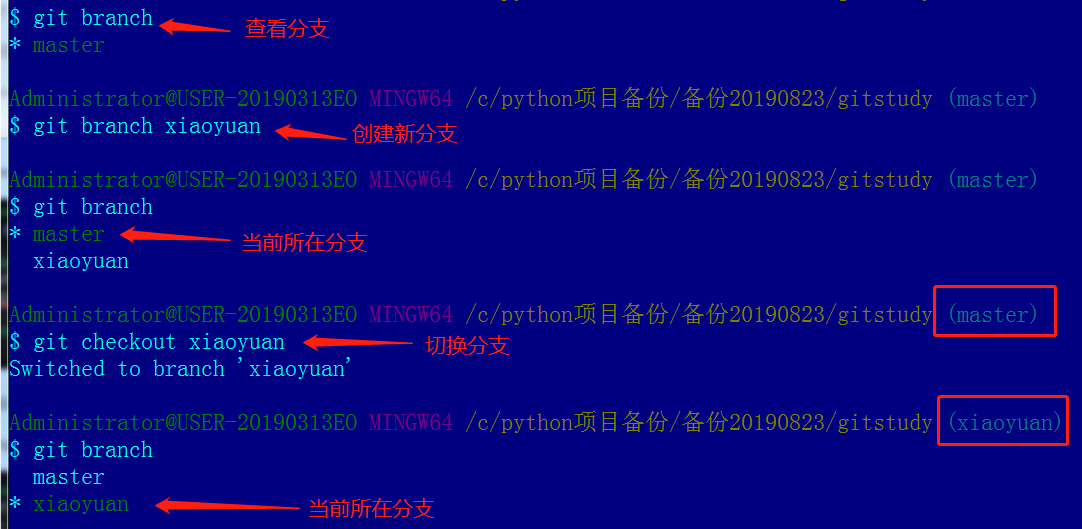 $ git branch 查看分支
* master
Administrator@USER-20190313EO MINGW64 /c/python项目备份/备份20190823/gitstudy (master)
$ git branch xiaoyuan 创建新分支
Administrator@USER-20190313EO MINGW64 /c/python项目备份/备份20190823/gitstudy (master)
$ git branch
* master 当前所在分支
xiaoyuan
Administrator@USER-20190313EO MINGW64 /c/python项目备份/备份20190823/gitstudy (master)
$ git checkout xiaoyuan 切换分支
Switched to branch 'xiaoyuan'
Administrator@USER-20190313EO MINGW64 /c/python项目备份/备份20190823/gitstudy (xiaoyuan)
$ git branch
master
* xiaoyuan 当前所在分支